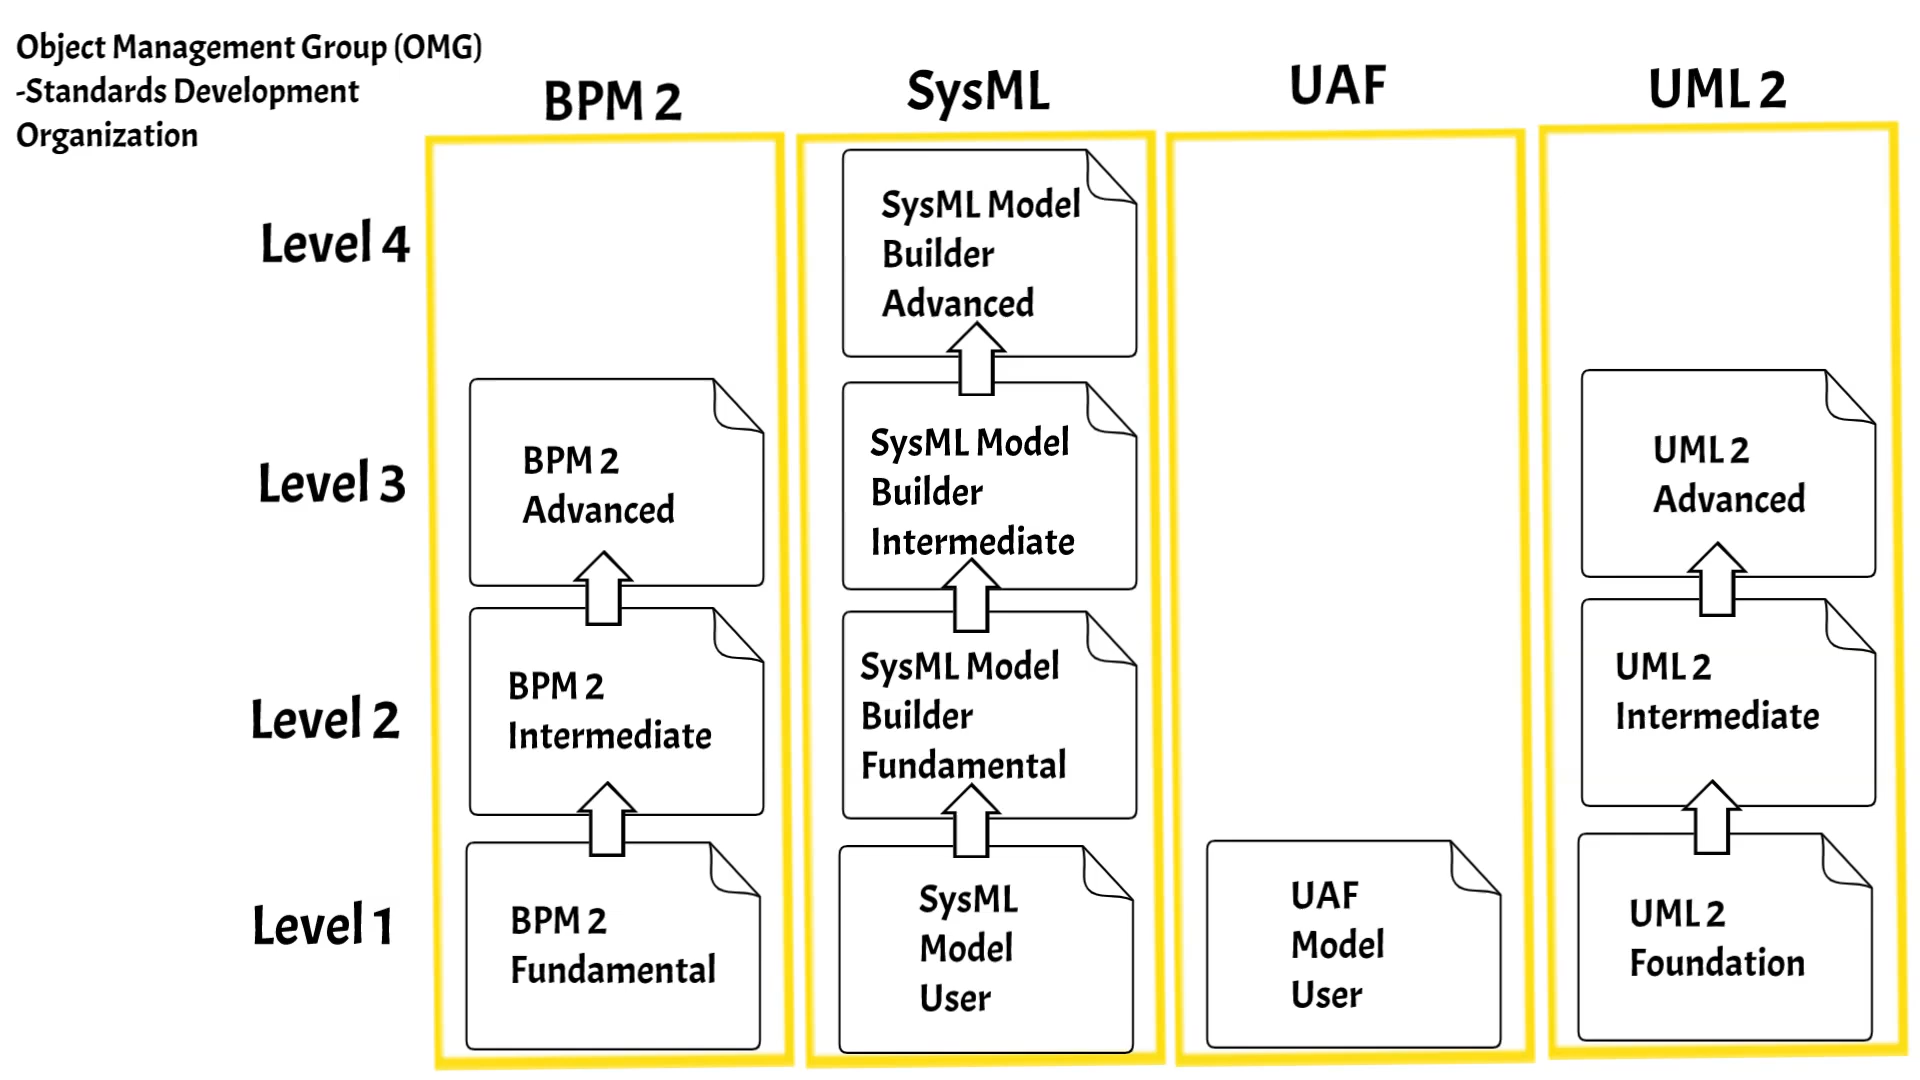 Object Management Group (OMG)
-Standards Development
Organization
BPM 2
SysML
UAF
UML 2
Level 4
SysML Model
Builder
Advanced
Level 3
BPM 2
Advanced
SysML Model
Builder
Intermediate
UML 2
Advanced
Level 2
BPM 2
Intermediate
SysML Model
Builder
Fundamental
UML 2
Intermediate
Level 1
BPM 2
Fundamental
SysML
Model
User
UAF
Model
User
UML 2
Foundation